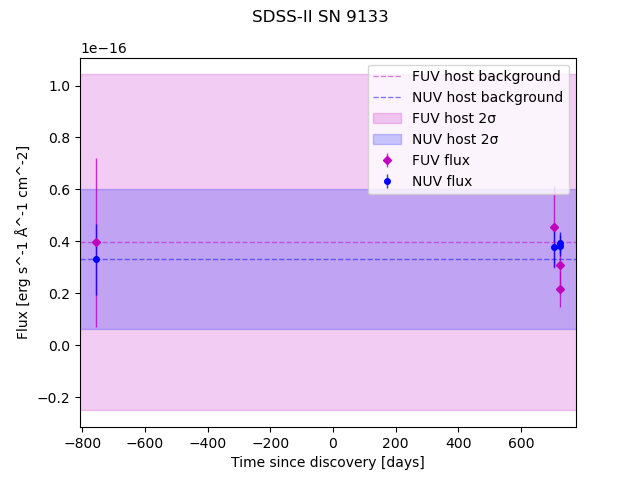 SDSS-II SN 9133
1e−16
FUV host background
NUV host background
FUV host 2σ
NUV host 2σ
FUV flux
NUV flux
1.0
0.8
0.6
0.4
0.2
0.0
−0.2
Flux [erg s^-1 Å^-1 cm^-2]
−800
−600
−400
−200
0
200
400
600
Time since discovery [days]